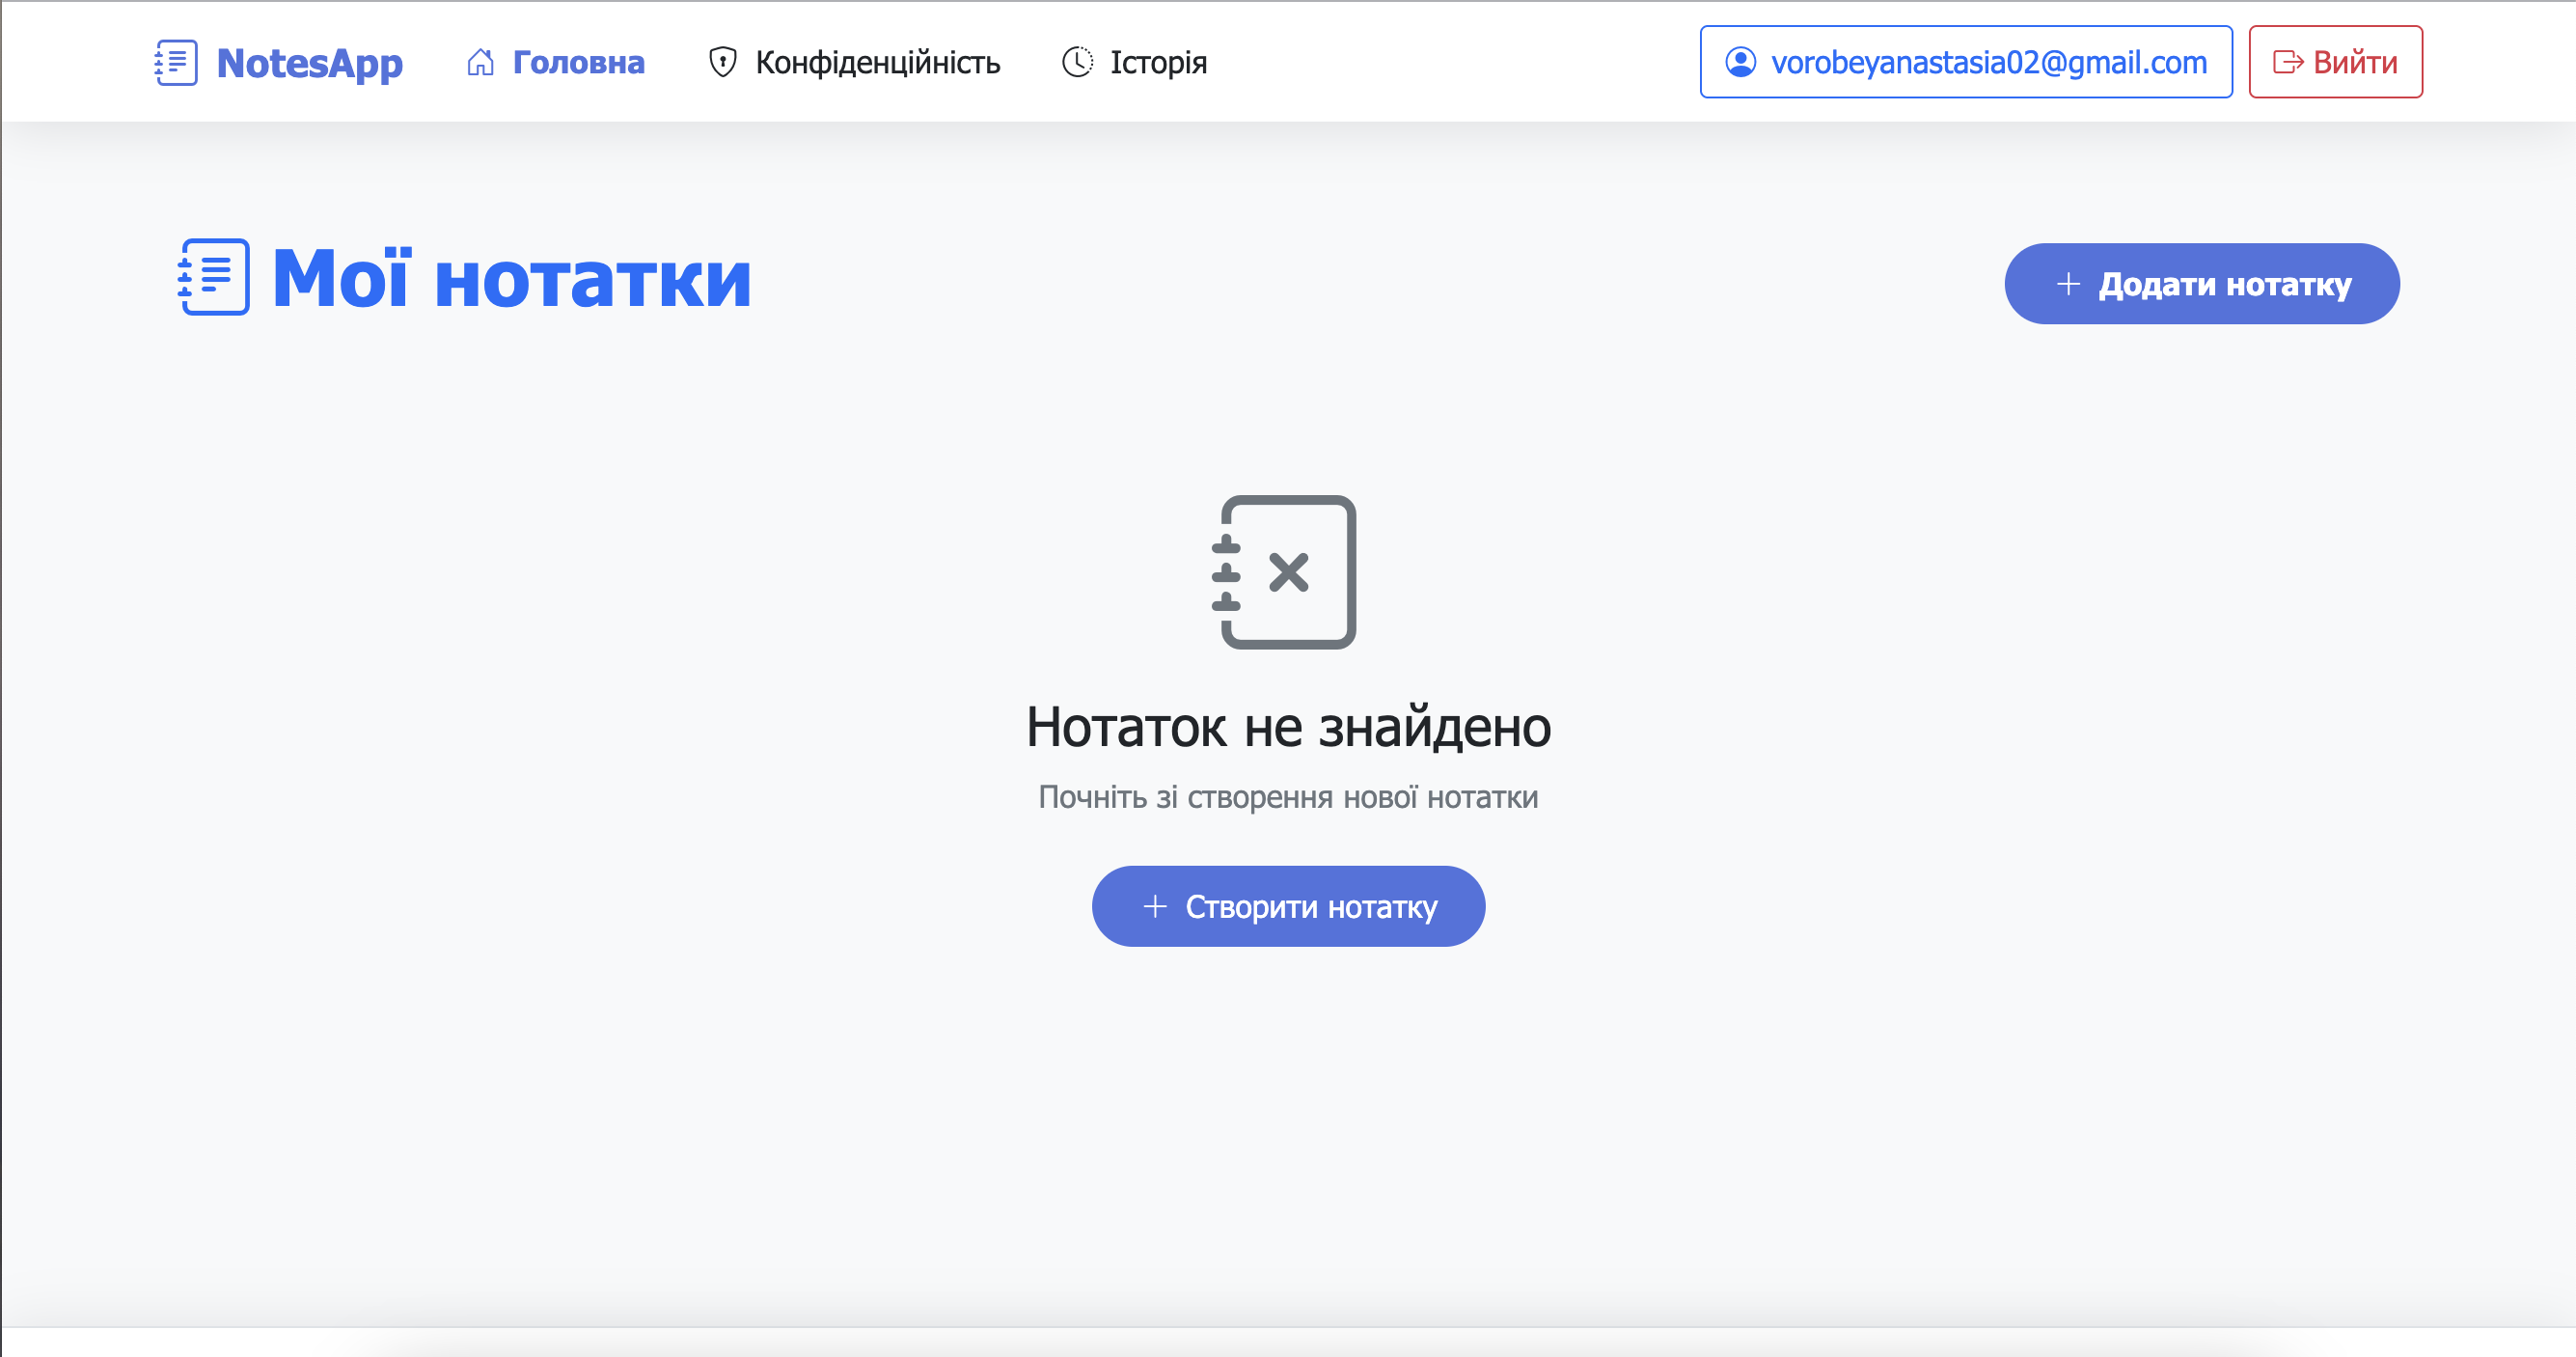 NotesApp Головна Конфіденційність Історія vorobeyanastasia02@gmail.com Вийти
Мої нотатки
+ Додати нотатку
Нотаток не знайдено
Почніть зі створення нової нотатки
+ Створити нотатку